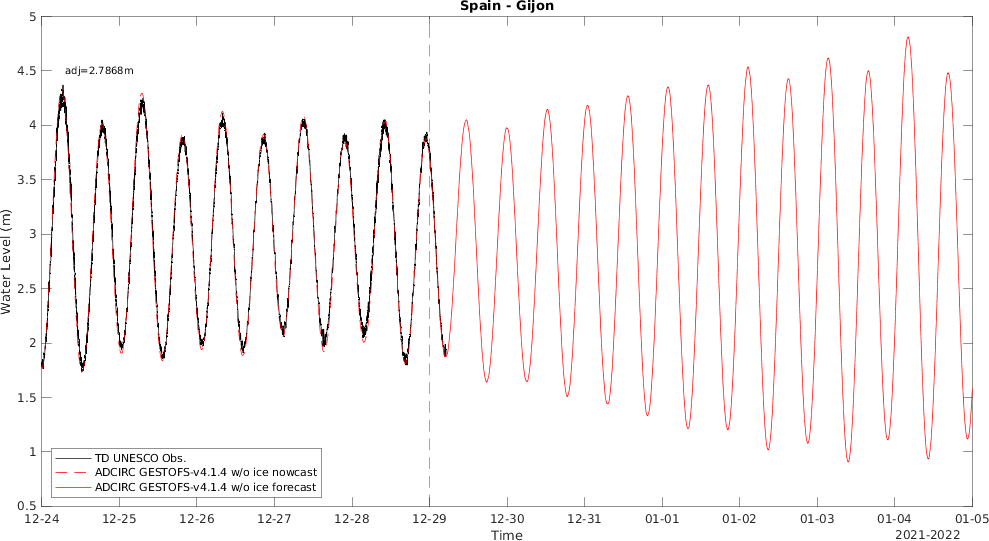 Spain - Gijon
5
4.5
4
3.5
3
2.5
2
1.5
1
0.5
Water Level (m)
adj=2.7868m
TD UNESCO Obs.
ADCIRC GESTOFS-v4.1.4 w/o ice nowcast
ADCIRC GESTOFS-v4.1.4 w/o ice forecast
12-24 12-25 12-26 12-27 12-28 12-29 12-30 12-31 01-01 01-02 01-03 01-04 01-05
Time
2021-2022